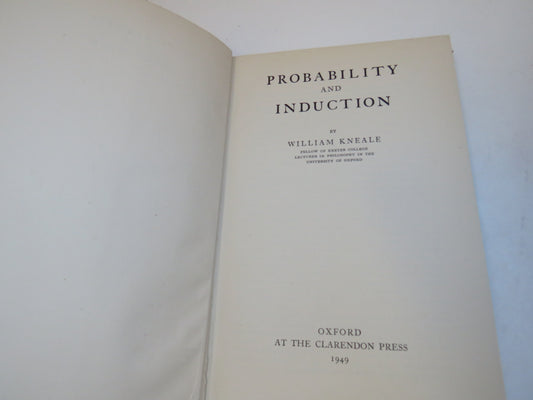 PROBABILITY
AND
INDUCTION
BY
WILLIAM KNEALE
FELLOW OF EXETER COLLEGE
LECTURER IN PHILOSOPHY IN THE
UNIVERSITY OF OXFORD
OXFORD
AT THE CLARENDON PRESS
1949